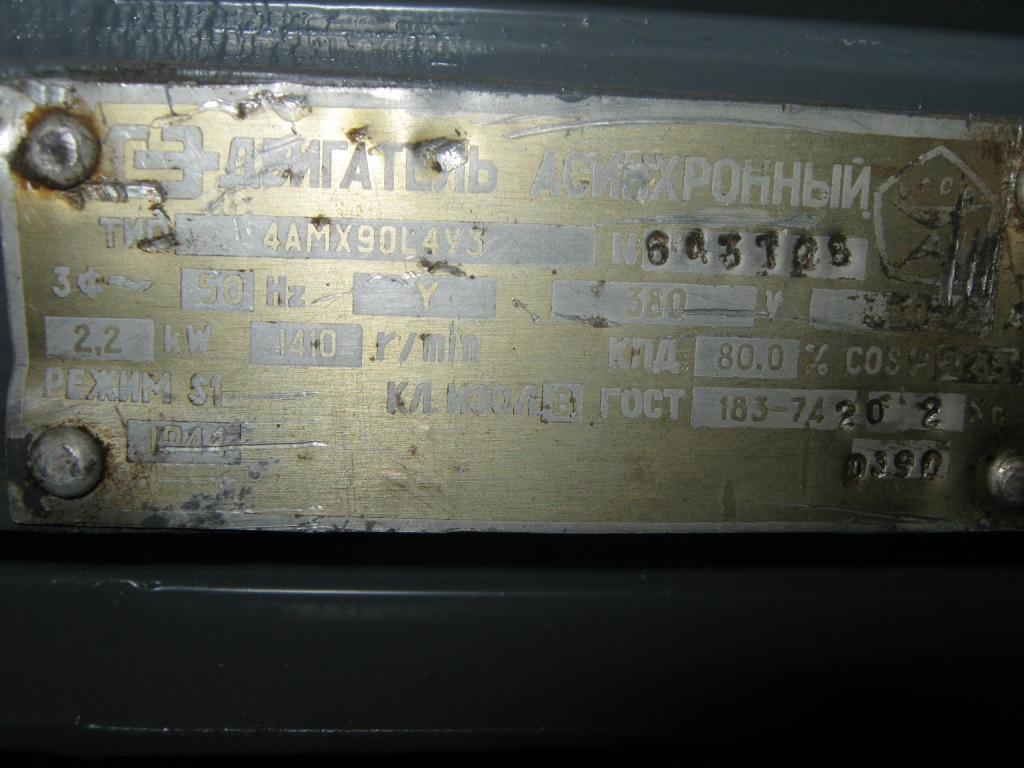 ДВИГАТЕЛЬ АСИНХРОННЫЙ
ТИП 4АМХ90L4У3 N
3Ф~ 50 Hz Y 380 V
2,2 kW 1410 r/min КПД 80.0 % COS
РЕЖИМ S1 КЛ. ИЗОЛ. В ГОСТ 183-74 20 2
1044
0390